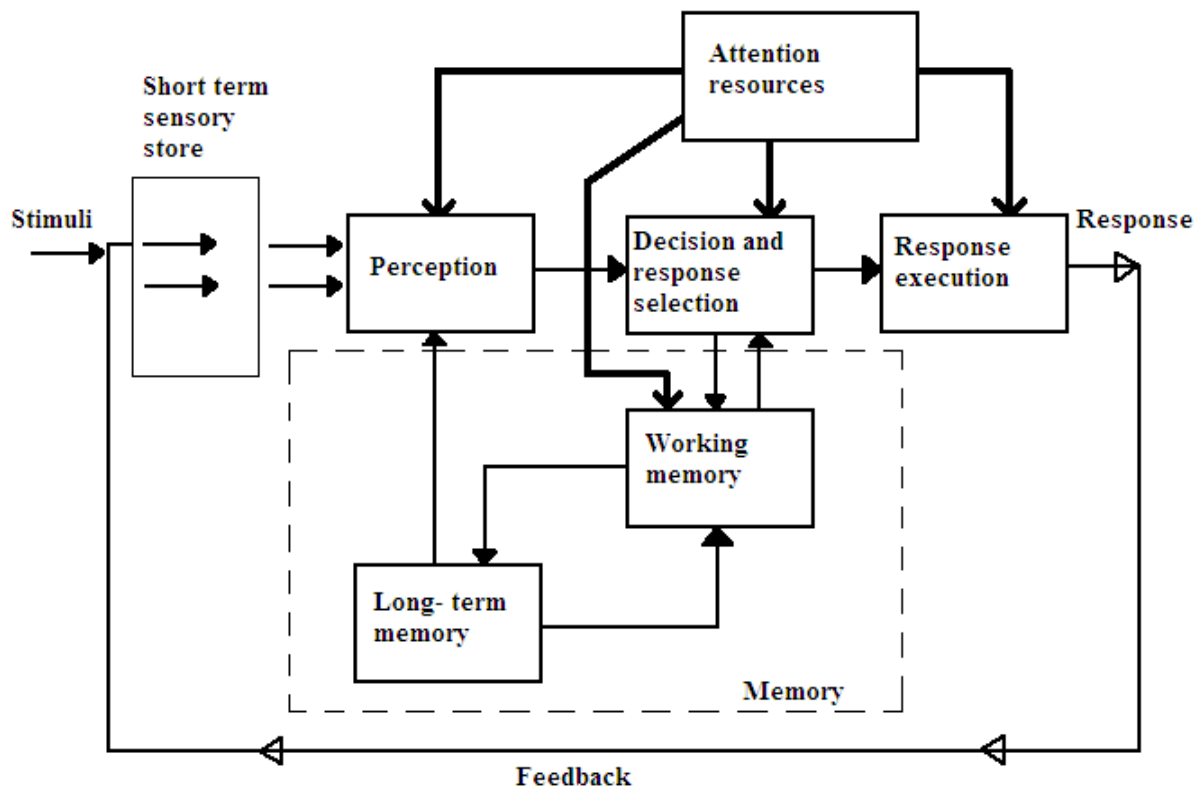 Attention
resources
Short term
sensory
store
Stimuli
Perception
Decision and
response
selection
Response
execution
Response
Working
memory
Long- term
memory
Memory
Feedback